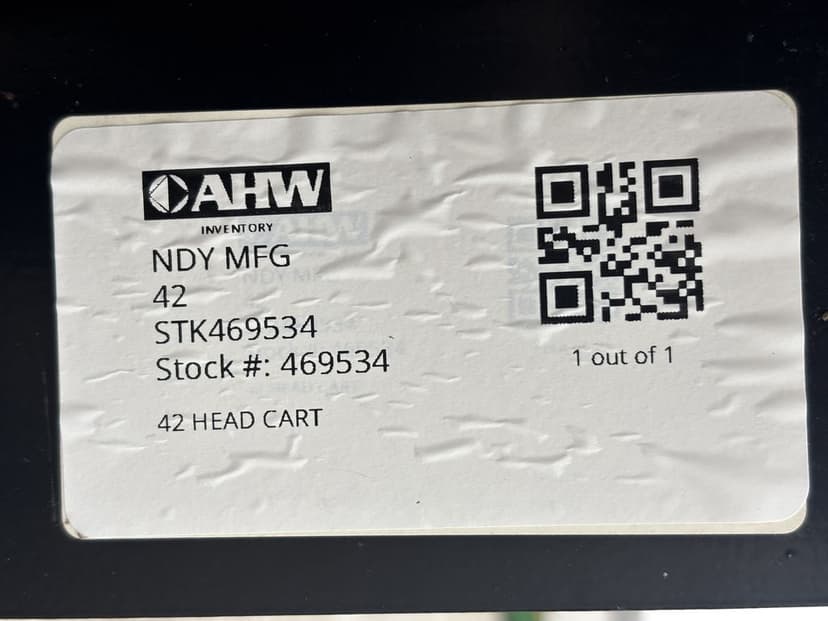 AHW
INVENTORY
NDY MFG
42
STK469534
Stock #: 469534
42 HEAD CART
1 out of 1